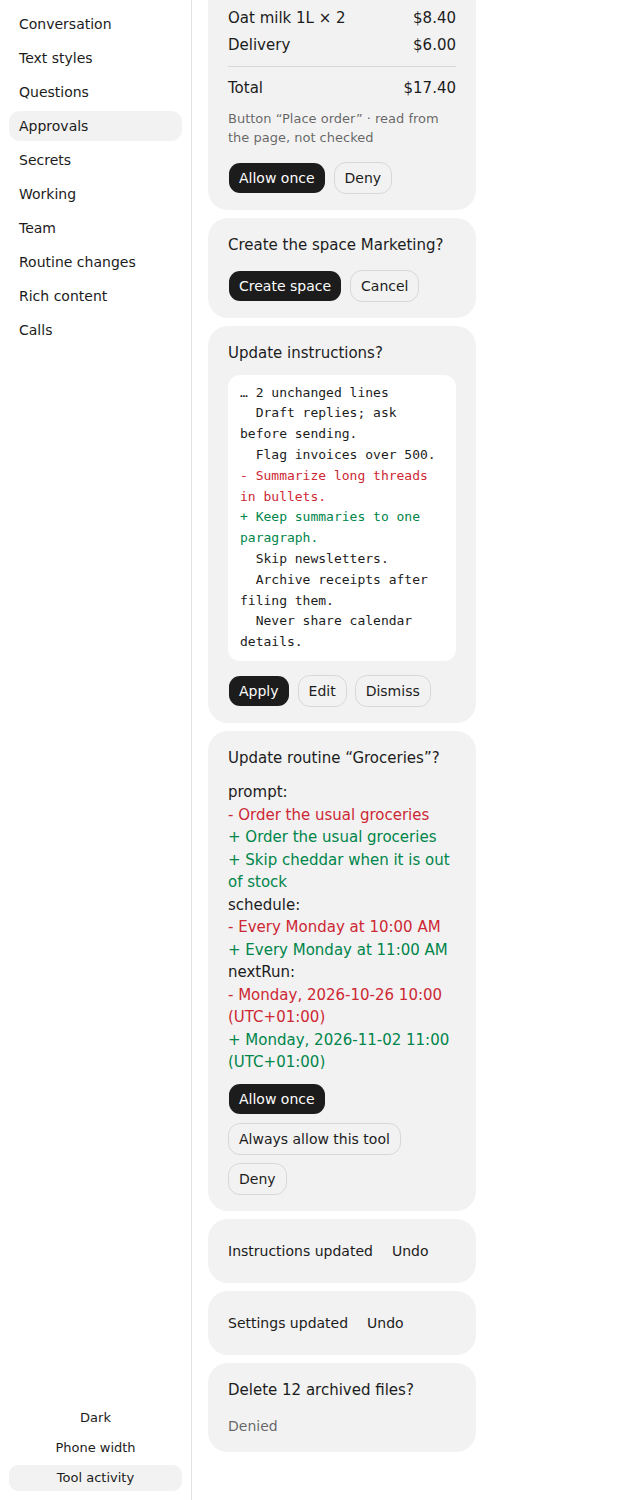 Conversation
Text styles
Questions
Approvals
Secrets
Working
Team
Routine changes
Rich content
Calls
Dark
Phone width
Tool activity
Oat milk 1L × 2 $8.40
Delivery $6.00
Total $17.40
Button “Place order” · read from
the page, not checked
Allow once Deny
Create the space Marketing?
Create space Cancel
Update instructions?
… 2 unchanged lines
Draft replies; ask
before sending.
Flag invoices over 500.
- Summarize long threads
in bullets.
+ Keep summaries to one
paragraph.
Skip newsletters.
Archive receipts after
filing them.
Never share calendar
details.
Apply Edit Dismiss
Update routine “Groceries”?
prompt:
- Order the usual groceries
+ Order the usual groceries
+ Skip cheddar when it is out
of stock
schedule:
- Every Monday at 10:00 AM
+ Every Monday at 11:00 AM
nextRun:
- Monday, 2026-10-26 10:00
(UTC+01:00)
+ Monday, 2026-11-02 11:00
(UTC+01:00)
Allow once
Always allow this tool
Deny
Instructions updated Undo
Settings updated Undo
Delete 12 archived files?
Denied